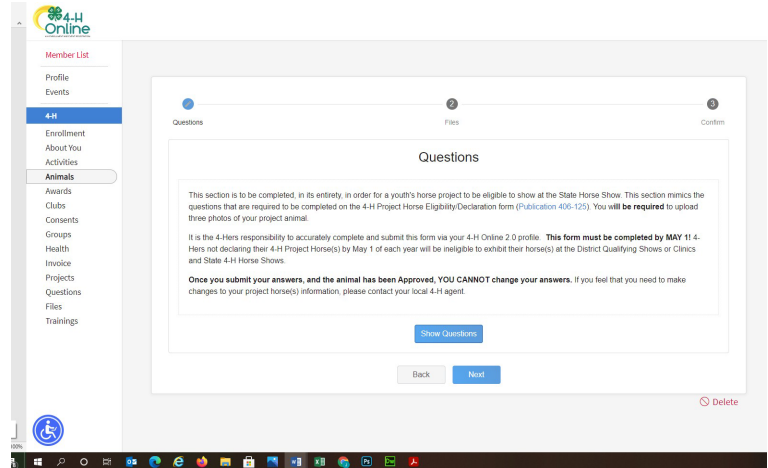 4-H
Online
Member List
Profile
Events
4-H
Enrollment
About You
Activities
Animals
Awards
Clubs
Consents
Groups
Health
Invoice
Projects
Questions
Files
Trainings
2
3
Questions
Files
Confirm
Questions
This section is to be completed, in its entirety, in order for a youth's horse project to be eligible to show at the State Horse Show. This section mimics the
questions that are required to be completed on the 4-H Project Horse Eligibility/Declaration form (Publication 406-125). You will be required to upload
three photos of your project animal.
It is the 4-Hers responsibility to accurately complete and submit this form via your 4-H Online 2.0 profile. This form must be completed by MAY 1! 4-
Hers not declaring their 4-H Project Horse(s) by May 1 of each year will be ineligible to exhibit their horse(s) at the District Qualifying Shows or Clinics
and State 4-H Horse Shows.
Once you submit your answers, and the animal has been Approved, YOU CANNOT change your answers. If you feel that you need to make
changes to your project horse(s) information, please contact your local 4-H agent.
Show Questions
Back
Next
Delete
100%